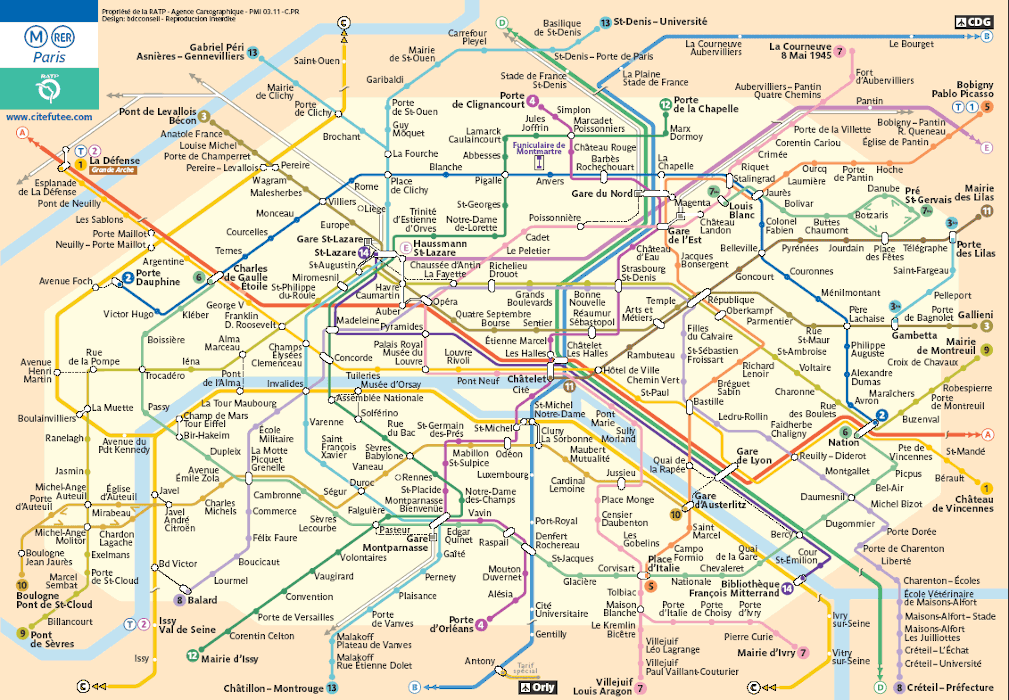 Propriété de la RATP - Agence Cartographique - PMI 03.11 -C.PR
Design: bdcconseil - Reproduction interdite
M RER
Paris
RATP
www.citefutee.com
C
D
Basilique
de St-Denis
13 St-Denis – Université
CDG
B
Carrefour
Pleyel
Gabriel Péri
Asnières – Gennevilliers 13
Mairie
de St-Ouen
St-Denis – Porte de Paris
La Courneuve
Aubervilliers
La Courneuve
8 Mai 1945 7
Le Bourget
Saint-Ouen
Garibaldi
Stade de France
St-Denis
La Plaine
Stade de France
Fort
d'Aubervilliers
Mairie
de Clichy
Porte
de Clichy
Porte
de St-Ouen
Porte
de Clignancourt 4
Simplon
12 Porte
de la Chapelle
Aubervilliers – Pantin
Quatre Chemins
Pantin
Bobigny
Pablo Picasso
T 1 5
Pont de Levallois
Bécon 3
Anatole France
Louise Michel
Porte de Champerret
Pereire – Levallois
Brochant
Guy
Môquet
La Fourche
Lamarck
Caulaincourt
Jules
Joffrin
Marcadet
Poissonniers
Marx
Dormoy
Porte de la Villette
Corentin Cariou
Crimée
Bobigny – Pantin
R. Queneau
Église de Pantin
E
A
T 2
1 La Défense
Grande Arche
Abbesses
Funiculaire de
Montmartre
Château Rouge
Barbès
Rochechouart
La
Chapelle
Riquet
Stalingrad
Ourcq
Laumière
Porte
de Pantin
Hoche
Esplanade
de La Défense
Pont de Neuilly
Pereire
Wagram
Malesherbes
Rome
Place
de Clichy
Blanche
Pigalle
Anvers
Gare du Nord
Magenta
7bis
Louis
Blanc
Jaurès
Bolivar
Danube
Botzaris
Pré
St-Gervais
7bis
Mairie
des Lilas
11
Les Sablons
Porte Maillot
Neuilly – Porte Maillot
Monceau
Courcelles
Ternes
Villiers
Liège
Europe
Trinité
d'Estienne
d'Orves
St-Georges
Notre-Dame-
de-Lorette
Poissonnière
Cadet
Le Peletier
Gare
de l'Est
Château
Landon
Colonel
Fabien
Buttes
Chaumont
3bis
Porte
des Lilas
Gare St-Lazare
St-Lazare 14
E Haussmann
St-Lazare
Château
d'Eau
Jacques
Bonsergent
Belleville
Pyrénées
Jourdain
Place
des Fêtes
Télégraphe
Argentine
Avenue Foch
2 Porte
Dauphine
6 Charles
de Gaulle
Étoile
St-Augustin
Miromesnil
St-Philippe-
du-Roule
Chaussée d'Antin
La Fayette
Richelieu
Drouot
Strasbourg
St-Denis
Goncourt
Couronnes
Saint-Fargeau
Victor Hugo
Kléber
George V
Franklin
D. Roosevelt
Havre
Caumartin
Auber
Opéra
Grands
Boulevards
Bonne
Nouvelle
Temple
République
Ménilmontant
Pelleport
Boissière
Alma
Marceau
Champs
Élysées
Clemenceau
Madeleine
Pyramides
Quatre Septembre
Bourse
Sentier
Réaumur
Sébastopol
Arts et
Métiers
Oberkampf
Parmentier
Père
Lachaise
3bis
Porte
de Bagnolet
Gambetta
Gallieni
3
Avenue
Henri
Martin
Rue
de la Pompe
Iéna
Trocadéro
Pont
de l'Alma
Concorde
Palais Royal
Musée du
Louvre
Louvre
Rivoli
Étienne Marcel
Les Halles
Châtelet
Les Halles
Rambuteau
Filles
du Calvaire
St-Sébastien
Froissart
Rue
St-Maur
St-Ambroise
Philippe
Auguste
Mairie
de Montreuil
9
Croix de Chavaux
Invalides
Tuileries
Musée d'Orsay
Assemblée Nationale
Pont Neuf
Châtelet
Cité
11
Hôtel de Ville
Chemin Vert
Richard
Lenoir
Voltaire
Alexandre
Dumas
Robespierre
Boulainvilliers
La Muette
Passy
La Tour Maubourg
Champ de Mars
Tour Eiffel
Bir-Hakeim
Solférino
Rue
du Bac
St-Germain
des-Prés
St-Michel
Notre-Dame
St-Michel
Pont
Marie
St-Paul
Bréguet
Sabin
Bastille
Charonne
Rue
des Boulets
Avron
2
Maraîchers
Buzenval
Porte
de Montreuil
Ranelagh
Avenue du
Pdt Kennedy
École
Militaire
Varenne
Sèvres
Babylone
Mabillon
St-Sulpice
Odéon
Cluny
La Sorbonne
Maubert
Mutualité
Sully
Morland
Ledru-Rollin
Faidherbe
Chaligny
6
Nation
A
Jasmin
Dupleix
La Motte
Picquet
Grenelle
Saint
François
Xavier
Vaneau
Rennes
Luxembourg
Cardinal
Lemoine
Jussieu
Quai de
la Rapée
Gare
de Lyon
Reuilly – Diderot
Pte de
Vincennes
St-Mandé
Michel-Ange
Auteuil
Porte
d'Auteuil
Église
d'Auteuil
Javel
Avenue
Émile Zola
Cambronne
Duroc
Ségur
St-Placide
Notre-Dame
des-Champs
Place Monge
Gare
d'Austerlitz
10
Montgallet
Picpus
Bérault
1
Château
de Vincennes
Mirabeau
Javel
André
Citroën
Charles
Michels
Commerce
Falguière
Montparnasse
Bienvenüe
Vavin
Port-Royal
Censier
Daubenton
Daumesnil
Bel-Air
Michel Bizot
Michel-Ange
Molitor
Chardon
Lagache
Félix Faure
Sèvres
Lecourbe
Pasteur
Gare
Montparnasse
Edgar
Quinet
Raspail
Denfert
Rochereau
Les
Gobelins
Saint
Marcel
Dugommier
Porte Dorée
Boulogne
Jean Jaurès
Exelmans
Bd Victor
Boucicaut
Volontaires
Gaîté
St-Jacques
Campo
Formio
Quai
de la Gare
Bercy
Cour
St-Émilion
Porte de Charenton
Liberté
10
Boulogne
Pont de St-Cloud
Marcel
Sembat
Porte
de St-Cloud
Lourmel
Vaugirard
Pernety
Mouton
Duvernet
Glacière
Corvisart
Place
d'Italie
5
Nationale
Chevaleret
Bibliothèque
François Mitterrand 14
Charenton – Écoles
École Vétérinaire
de Maisons-Alfort
Billancourt
8 Balard
Convention
Plaisance
Alésia
Tolbiac
Maison
Blanche
Porte
d'Italie
Porte
de Choisy
Porte
d'Ivry
Ivry
sur-Seine
Maisons-Alfort – Stade
9 Pont
de Sèvres
T 2
Issy
Val de Seine
Porte de Versailles
Corentin Celton
Porte
de Vanves
Porte
d'Orléans 4
Cité
Universitaire
Gentilly
Le Kremlin
Bicêtre
Pierre Curie
Mairie d'Ivry 7
Maisons-Alfort
Les Juilliottes
Issy
12 Mairie d'Issy
Malakoff
Plateau de Vanves
Malakoff
Rue Étienne Dolet
Villejuif
Léo Lagrange
Villejuif
Paul Vaillant-Couturier
Vitry
sur-Seine
Créteil – L'Échat
Créteil – Université
C
Châtillon – Montrouge 13
B
Antony
Tarif
spécial
Orly
Villejuif
Louis Aragon 7
C
D
8 Créteil – Préfecture